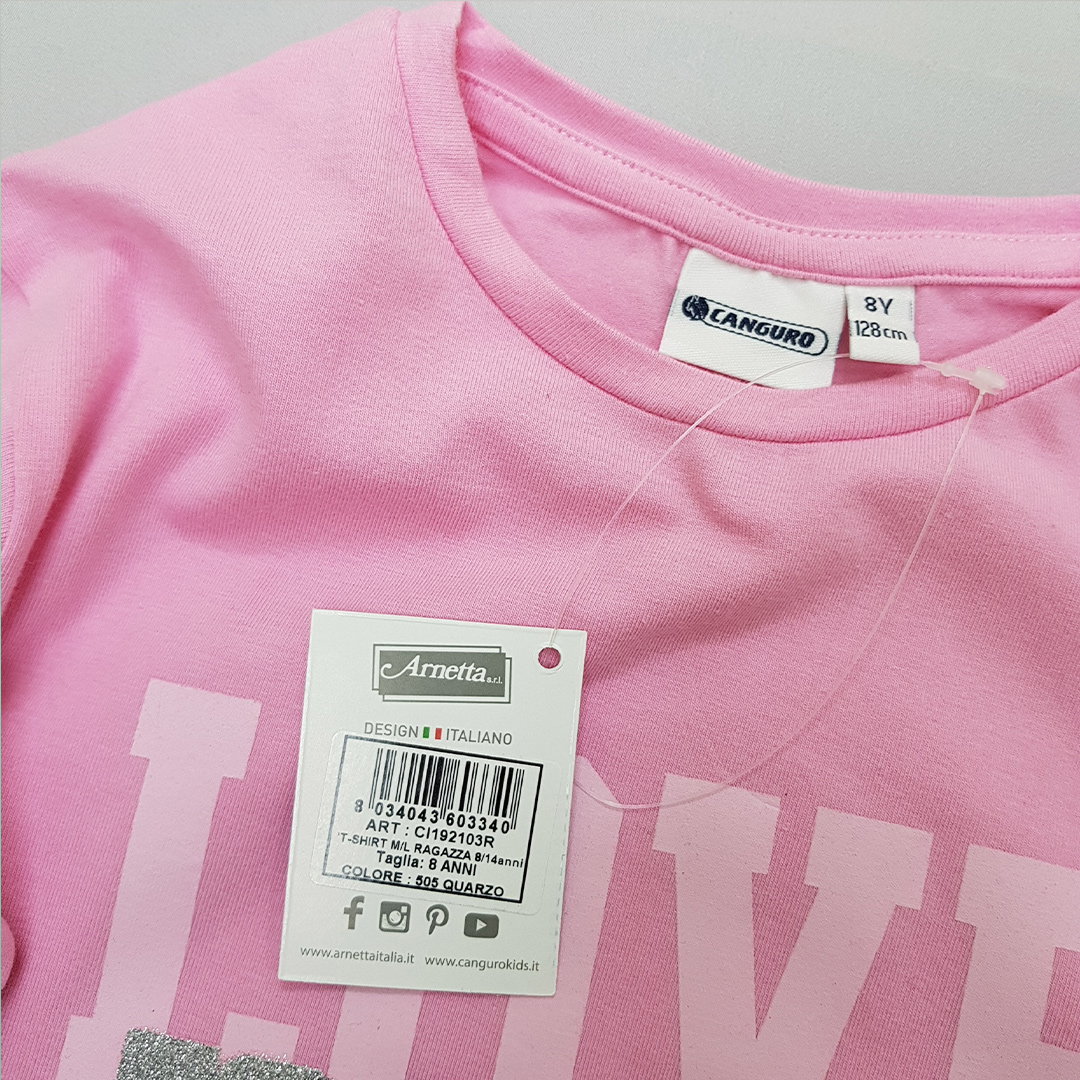 CANGURO
8Y
128cm
Arnetta s.r.l.
DESIGN ITALIANO
8 034043 603340
ART : CI192103R
T-SHIRT M/L RAGAZZA 8/14anni
Taglia: 8 ANNI
COLORE : 505 QUARZO
www.arnettaitalia.it www.cangurokids.it
LOVE